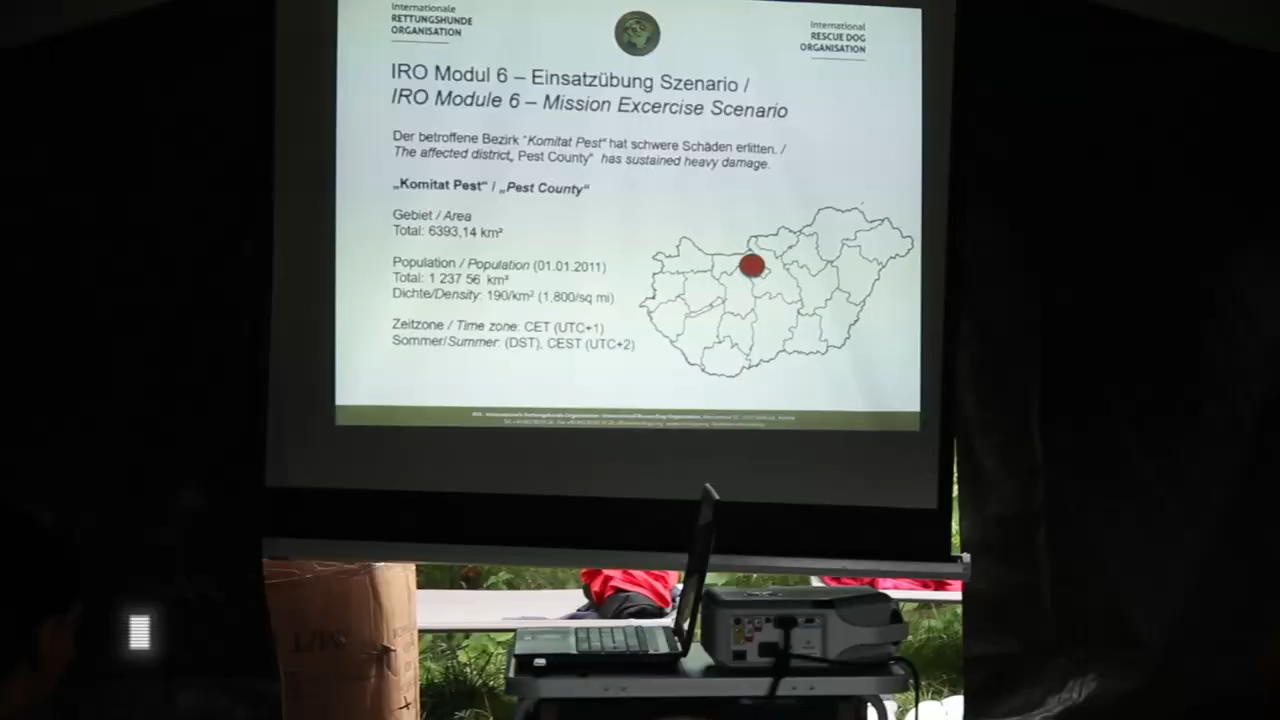 Internationale
RETTUNGSHUNDE
ORGANISATION
International
RESCUE DOG
ORGANISATION
IRO Modul 6 – Einsatzübung Szenario /
IRO Module 6 – Mission Excercise Scenario
Der betroffene Bezirk "Komitat Pest" hat schwere Schäden erlitten. /
The affected district, Pest County" has sustained heavy damage.
„Komitat Pest" / „Pest County"
Gebiet / Area
Total: 6393,14 km²
Population / Population (01.01.2011)
Total: 1 237 56 km²
Dichte/Density: 190/km² (1,800/sq mi)
Zeitzone / Time zone: CET (UTC+1)
Sommer/Summer: (DST), CEST (UTC+2)